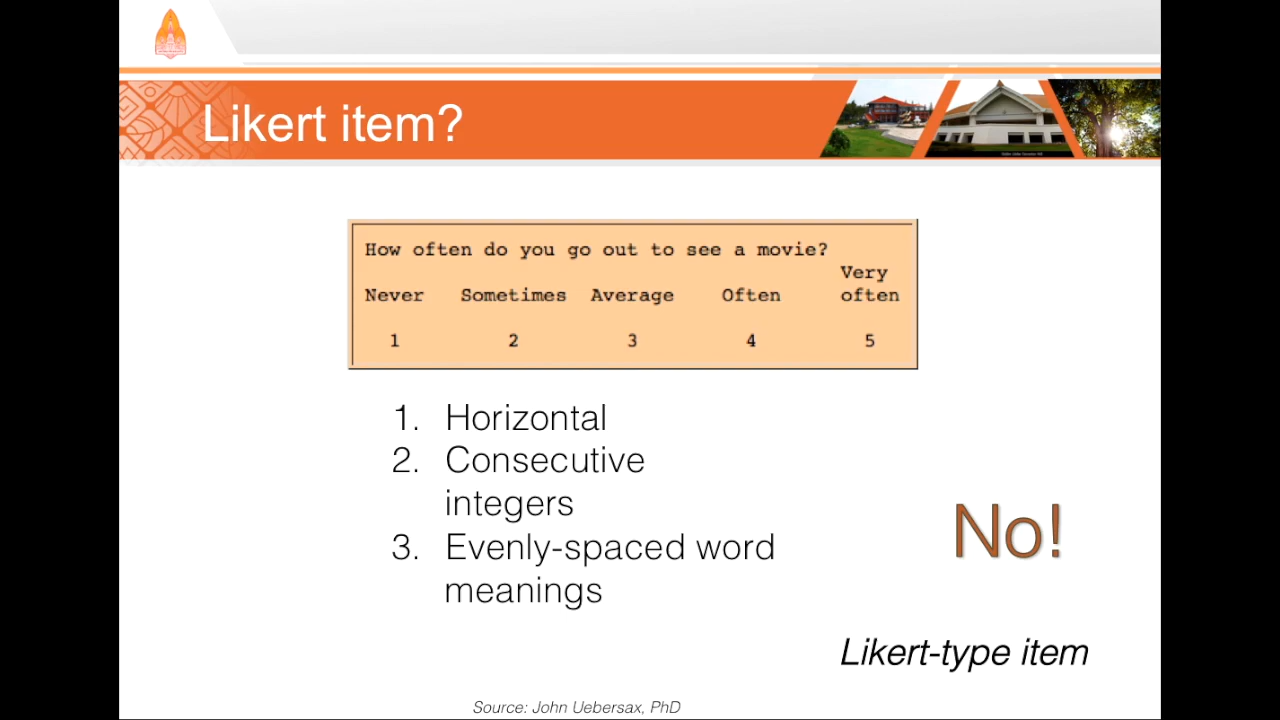 Likert item?
How often do you go out to see a movie?
Never Sometimes Average Often Very often
1 2 3 4 5
1. Horizontal
2. Consecutive
integers
3. Evenly-spaced word
meanings
No!
Likert-type item
Source: John Uebersax, PhD